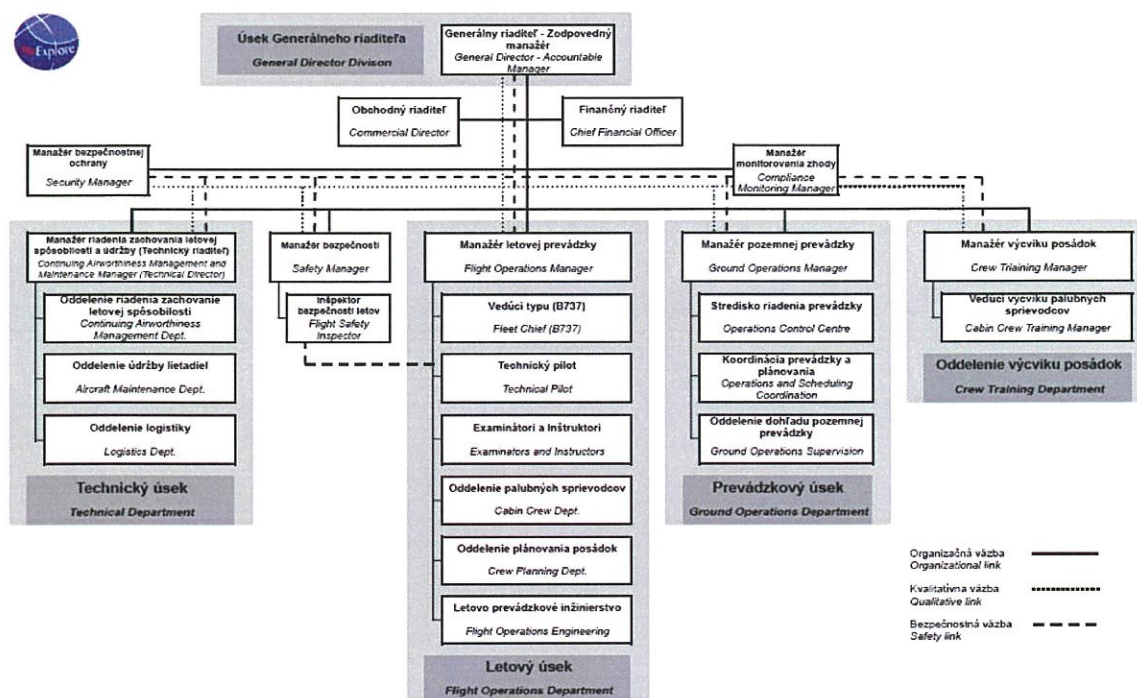 Explore
Úsek Generálneho riaditeľa
General Director Divison
Generálny riaditeľ - Zodpovedný
manažér
General Director - Accountable
Manager
Obchodný riaditeľ
Commercial Director
Finančný riaditeľ
Chief Financial Officer
Manažér bezpečnostnej
ochrany
Security Manager
Manažér
monitorovania zhody
Compliance
Monitoring Manager
Manažér riadenia zachovania letovej
spôsobilosti a údržby (Technický riaditeľ)
Continuing Airworthiness Management and
Maintenance Manager (Technical Director)
Oddelenie riadenia zachovanie
letovej spôsobilosti
Continuing Airworthiness
Management Dept.
Oddelenie údržby lietadiel
Aircraft Maintenance Dept.
Oddelenie logistiky
Logistics Dept.
Technický úsek
Technical Department
Manažér bezpečnosti
Safety Manager
Inšpektor
bezpečnosti letov
Flight Safety
Inspector
Manažér letovej prevádzky
Flight Operations Manager
Vedúci typu (B737)
Fleet Chief (B737)
Technický pilot
Technical Pilot
Examinátori a Inštruktori
Examinators and Instructors
Oddelenie palubných sprievodcov
Cabin Crew Dept.
Oddelenie plánovania posádok
Crew Planning Dept.
Letovo prevádzkové inžinierstvo
Flight Operations Engineering
Letový úsek
Flight Operations Department
Manažér pozemnej prevádzky
Ground Operations Manager
Stredisko riadenia prevádzky
Operations Control Centre
Koordinácia prevádzky a
plánovania
Operations and Scheduling
Coordination
Oddelenie dohľadu pozemnej
prevádzky
Ground Operations Supervision
Prevádzkový úsek
Ground Operations Department
Manažér výcviku posádok
Crew Triaining Manager
Vedúci výcviku palubných
sprievodcov
Cabin Crew Training Manager
Oddelenie výcviku posádok
Crew Training Department
Organizačná väzba
Organizational link
Kvalitatívna väzba
Qualitative link
Bezpečnostná väzba
Safety link